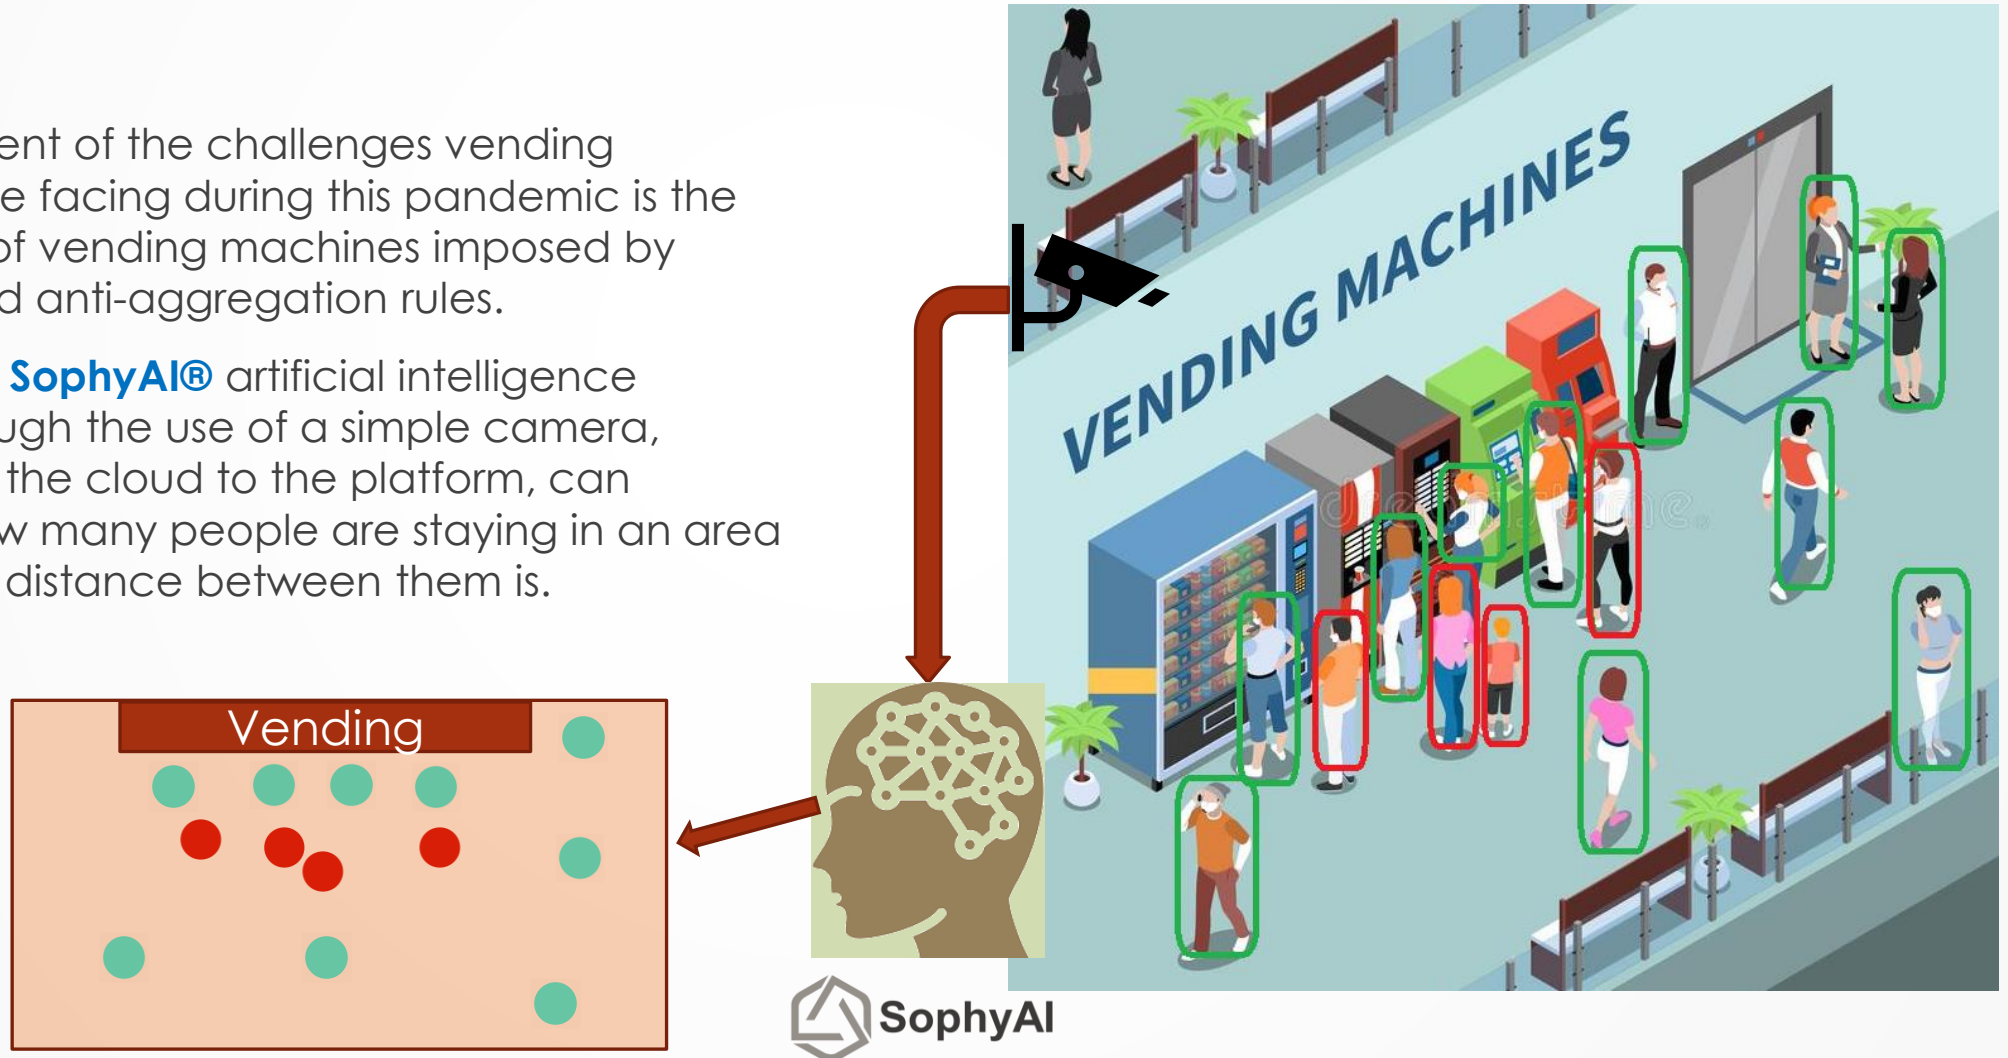 ent of the challenges vending
e facing during this pandemic is the
of vending machines imposed by
d anti-aggregation rules.
SophyAI® artificial intelligence
ugh the use of a simple camera,
the cloud to the platform, can
w many people are staying in an area
distance between them is.
Vending
VENDING MACHINES
dreamstime®
SophyAI